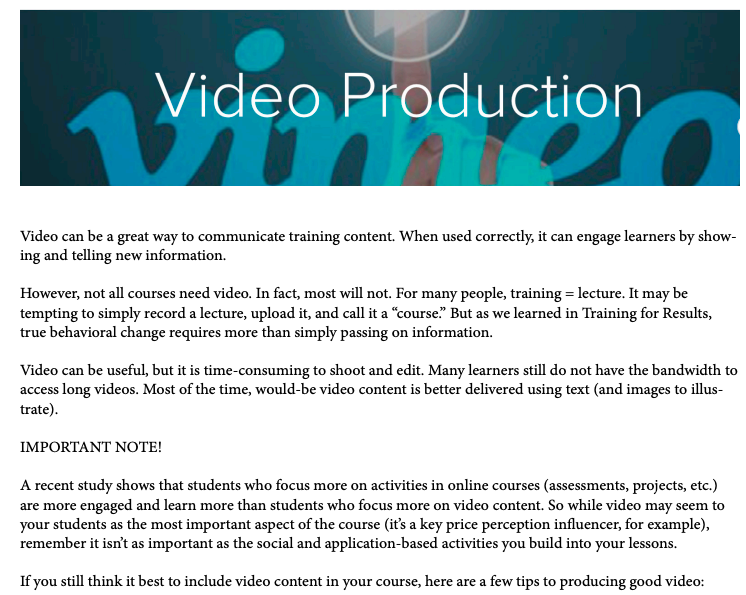 vimeo
Video Production
Video can be a great way to communicate training content. When used correctly, it can engage learners by show-
ing and telling new information.
However, not all courses need video. In fact, most will not. For many people, training = lecture. It may be
tempting to simply record a lecture, upload it, and call it a “course.” But as we learned in Training for Results,
true behavioral change requires more than simply passing on information.
Video can be useful, but it is time-consuming to shoot and edit. Many learners still do not have the bandwidth to
access long videos. Most of the time, would-be video content is better delivered using text (and images to illus-
trate).
IMPORTANT NOTE!
A recent study shows that students who focus more on activities in online courses (assessments, projects, etc.)
are more engaged and learn more than students who focus more on video content. So while video may seem to
your students as the most important aspect of the course (it’s a key price perception influencer, for example),
remember it isn’t as important as the social and application-based activities you build into your lessons.
If you still think it best to include video content in your course, here are a few tips to producing good video: